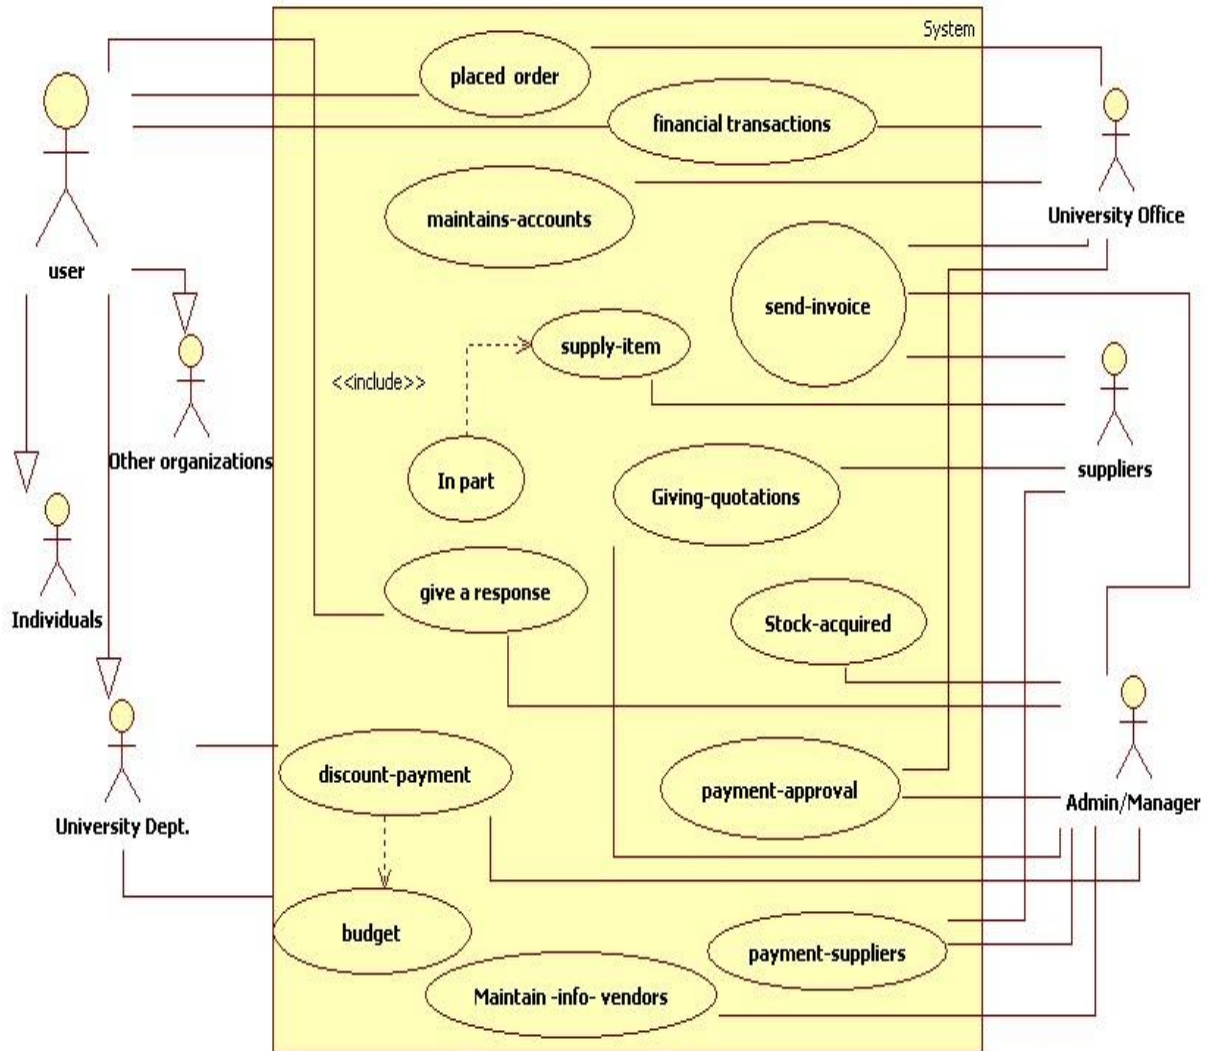 System
placed order
financial transactions
maintains-accounts
University Office
user
send-invoice
supply-item
<<include>>
Other organizations
In part
Giving-quotations
suppliers
give a response
Individuals
Stock-acquired
discount-payment
payment-approval
Admin/Manager
University Dept.
budget
payment-suppliers
Maintain -info- vendors